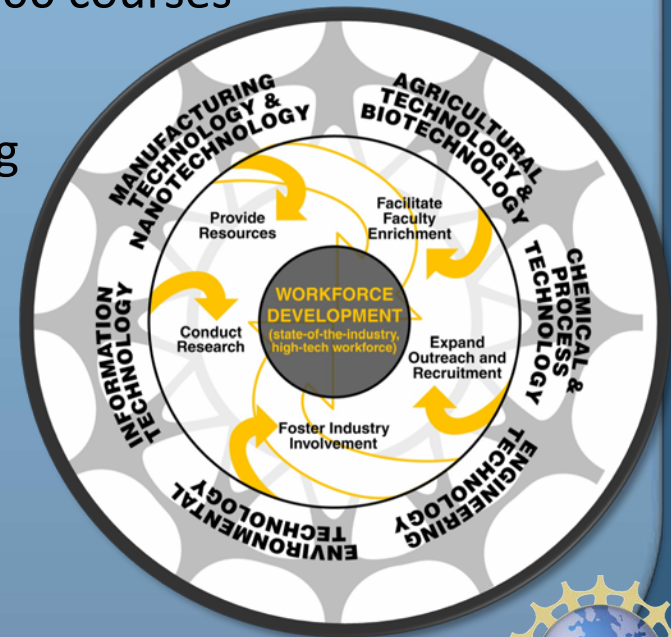 courses
MANUFACTURING
TECHNOLOGY &
NANOTECHNOLOGY
AGRICULTURAL
TECHNOLOGY &
BIOTECHNOLOGY
CHEMICAL &
PROCESS
TECHNOLOGY
ENGINEERING
TECHNOLOGY
ENVIRONMENTAL
TECHNOLOGY
INFORMATION
TECHNOLOGY
Provide
Resources
Facilitate
Faculty
Enrichment
Expand
Outreach and
Recruitment
Foster Industry
Involvement
Conduct
Research
WORKFORCE
DEVELOPMENT
(state-of-the-industry,
high-tech workforce)